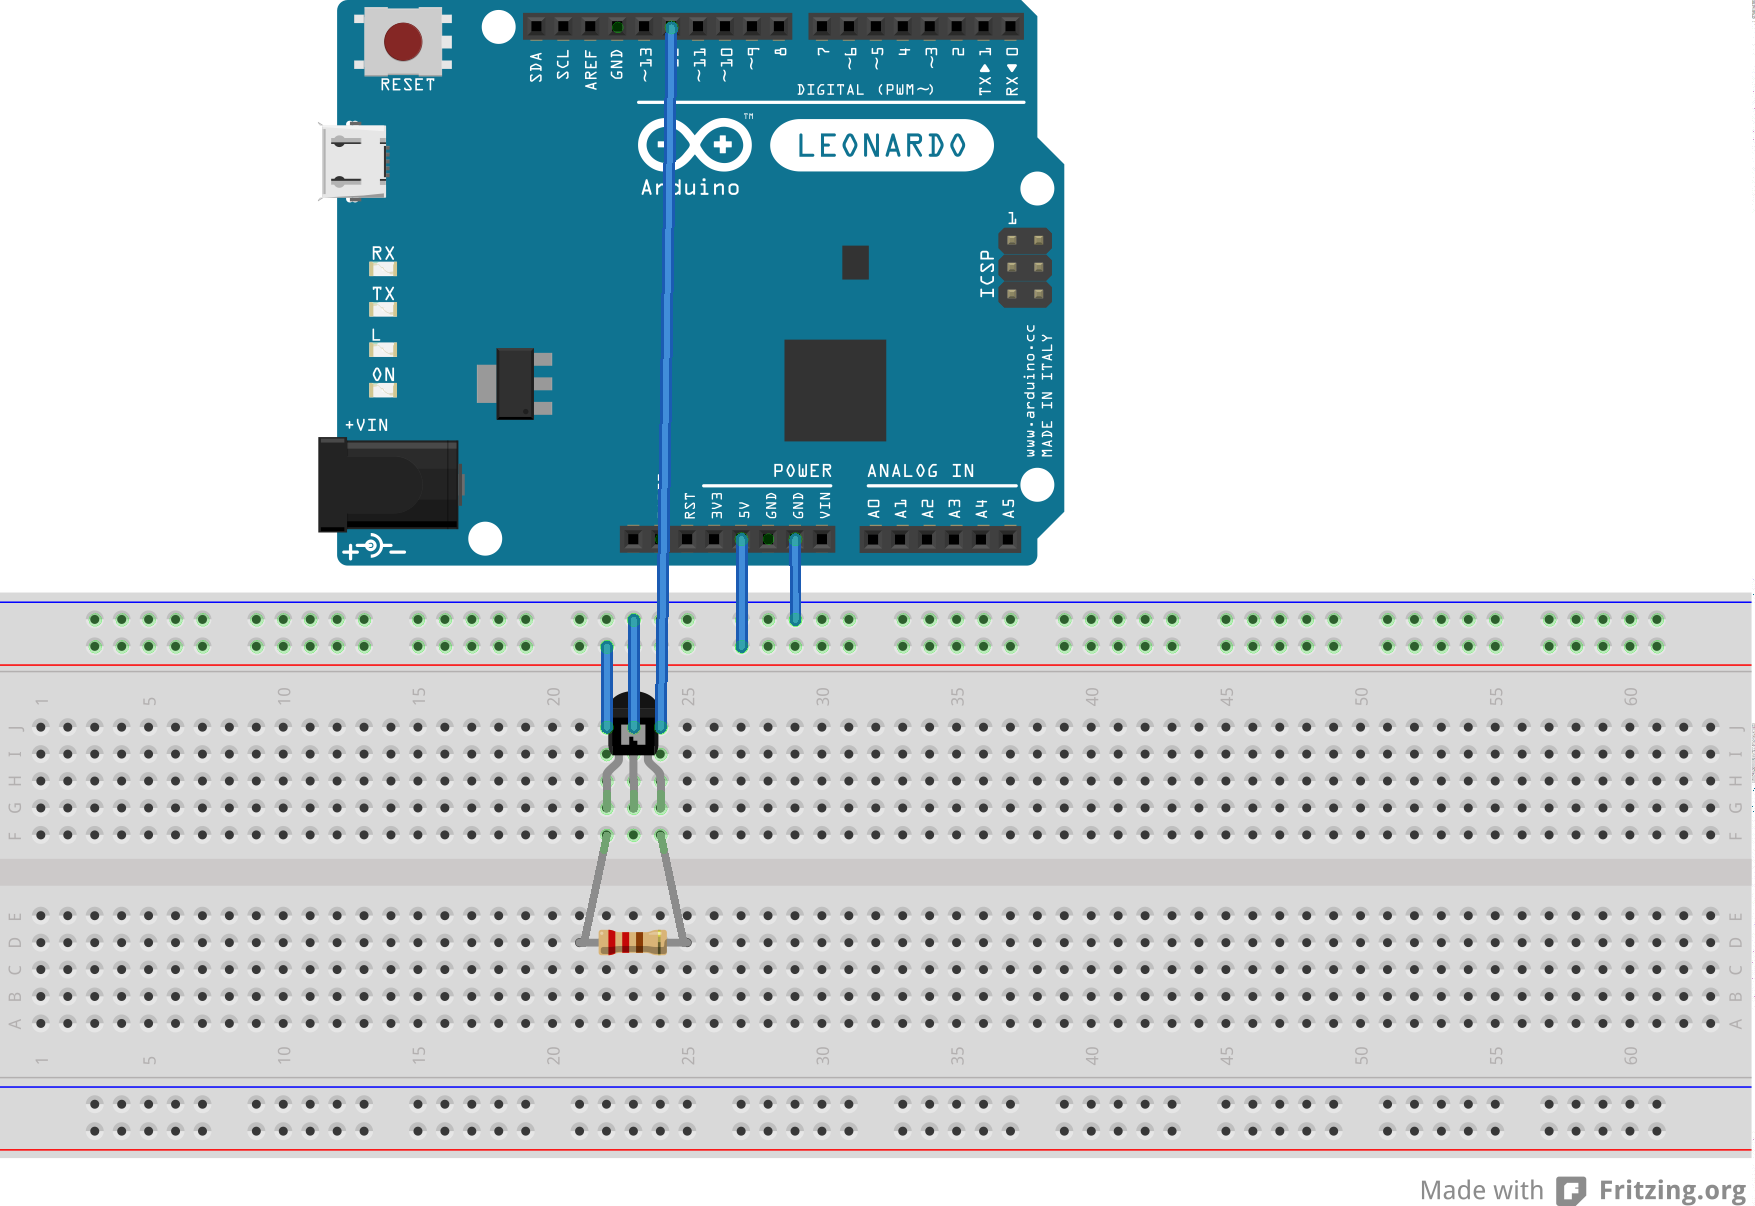 RESET
SDA
SCL
AREF
GND
~13
~11
~10
~9
8
7
~6
~5
4
~3
2
TX▶ 1
RX◀ 0
DIGITAL (PWM~)
TM
LEONARDO
Arduino
1
ICSP
RX
TX
L
ON
+VIN
www.arduino.cc
MADE IN ITALY
POWER
ANALOG IN
RST
3V3
5V
GND
GND
VIN
A0
A1
A2
A3
A4
A5
+ -
1 5 10 15 20 25 30 35 40 45 50 55 60
J J
I I
H H
G G
F F
E E
D D
C C
B B
A A
1 5 10 15 20 25 30 35 40 45 50 55 60
Made with Fritzing.org